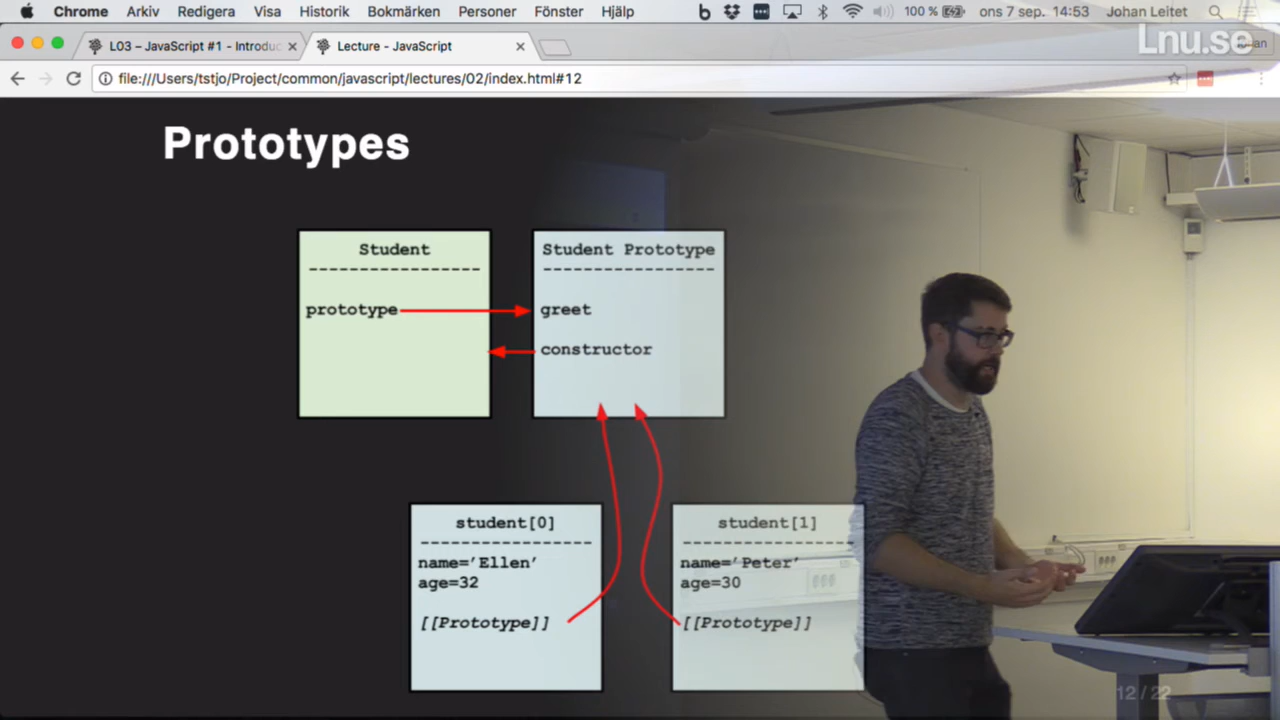 Chrome Arkiv Redigera Visa Historik Bokmärken Personer Fönster Hjälp 100 % ons 7 sep. 14:53 Johan Leitet
L03 – JavaScript #1 - Introduc
Lecture - JavaScript
Lnu.se
file:///Users/tstjo/Project/common/javascript/lectures/02/index.html#12
Prototypes
Student
-----------------
prototype
Student Prototype
-----------------
greet
constructor
student[0]
-----------------
name='Ellen'
age=32
[[Prototype]]
student[1]
-----------------
name='Peter'
age=30
[[Prototype]]
12 / 22